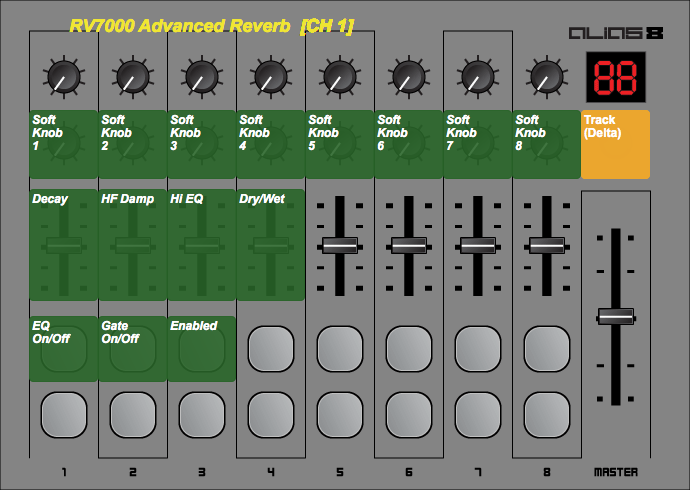 RV7000 Advanced Reverb [CH 1]
ALIAS 8
88
Soft Knob 1
Soft Knob 2
Soft Knob 3
Soft Knob 4
Soft Knob 5
Soft Knob 6
Soft Knob 7
Soft Knob 8
Track (Delta)
Decay
HF Damp
HI EQ
Dry/Wet
EQ On/Off
Gate On/Off
Enabled
1 2 3 4 5 6 7 8 MASTER